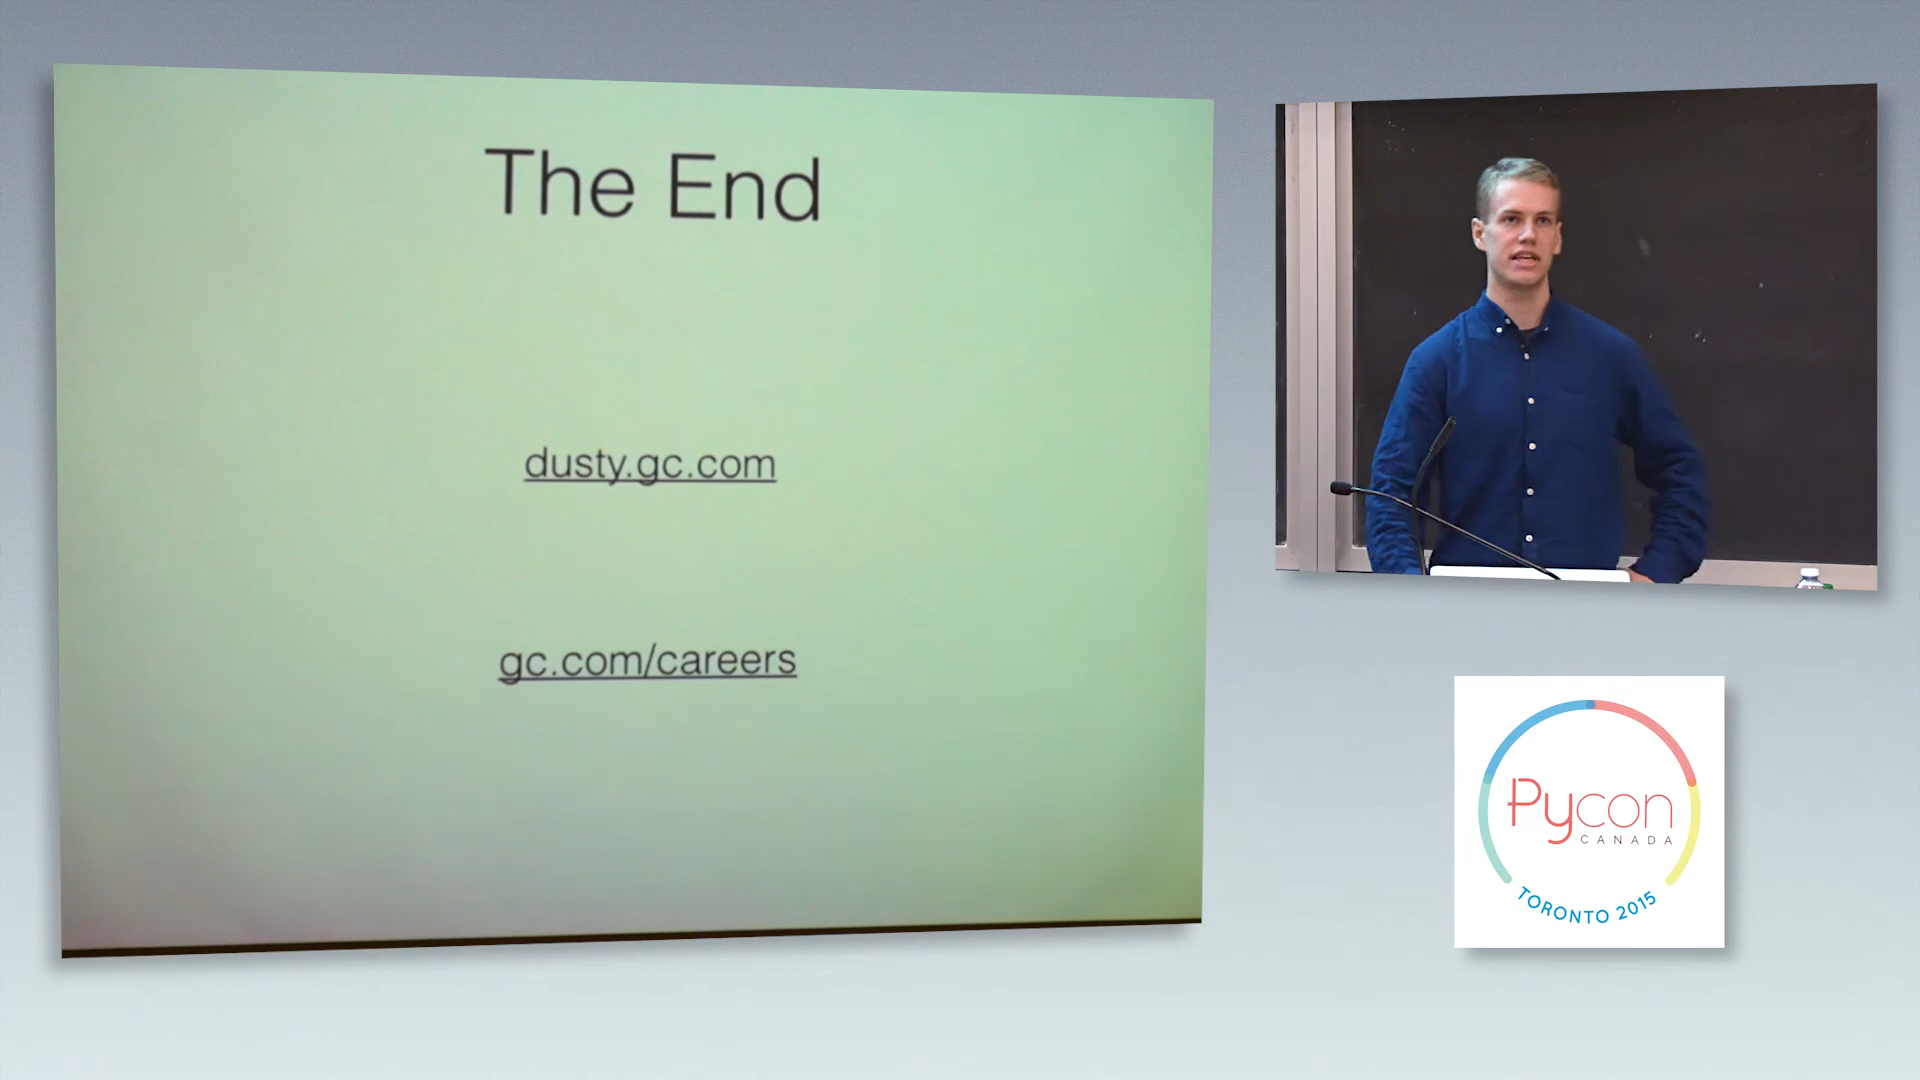 The End
dusty.gc.com
gc.com/careers
Pycon
CANADA
TORONTO 2015